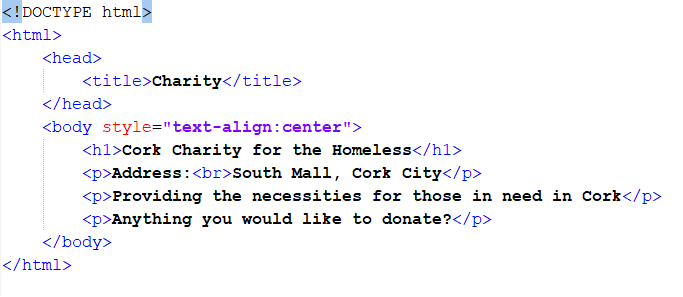 <!DOCTYPE html>
<html>
    <head>
        <title>Charity</title>
    </head>
    <body style="text-align:center">
        <h1>Cork Charity for the Homeless</h1>
        <p>Address:<br>South Mall, Cork City</p>
        <p>Providing the necessities for those in need in Cork</p>
        <p>Anything you would like to donate?</p>
    </body>
</html>